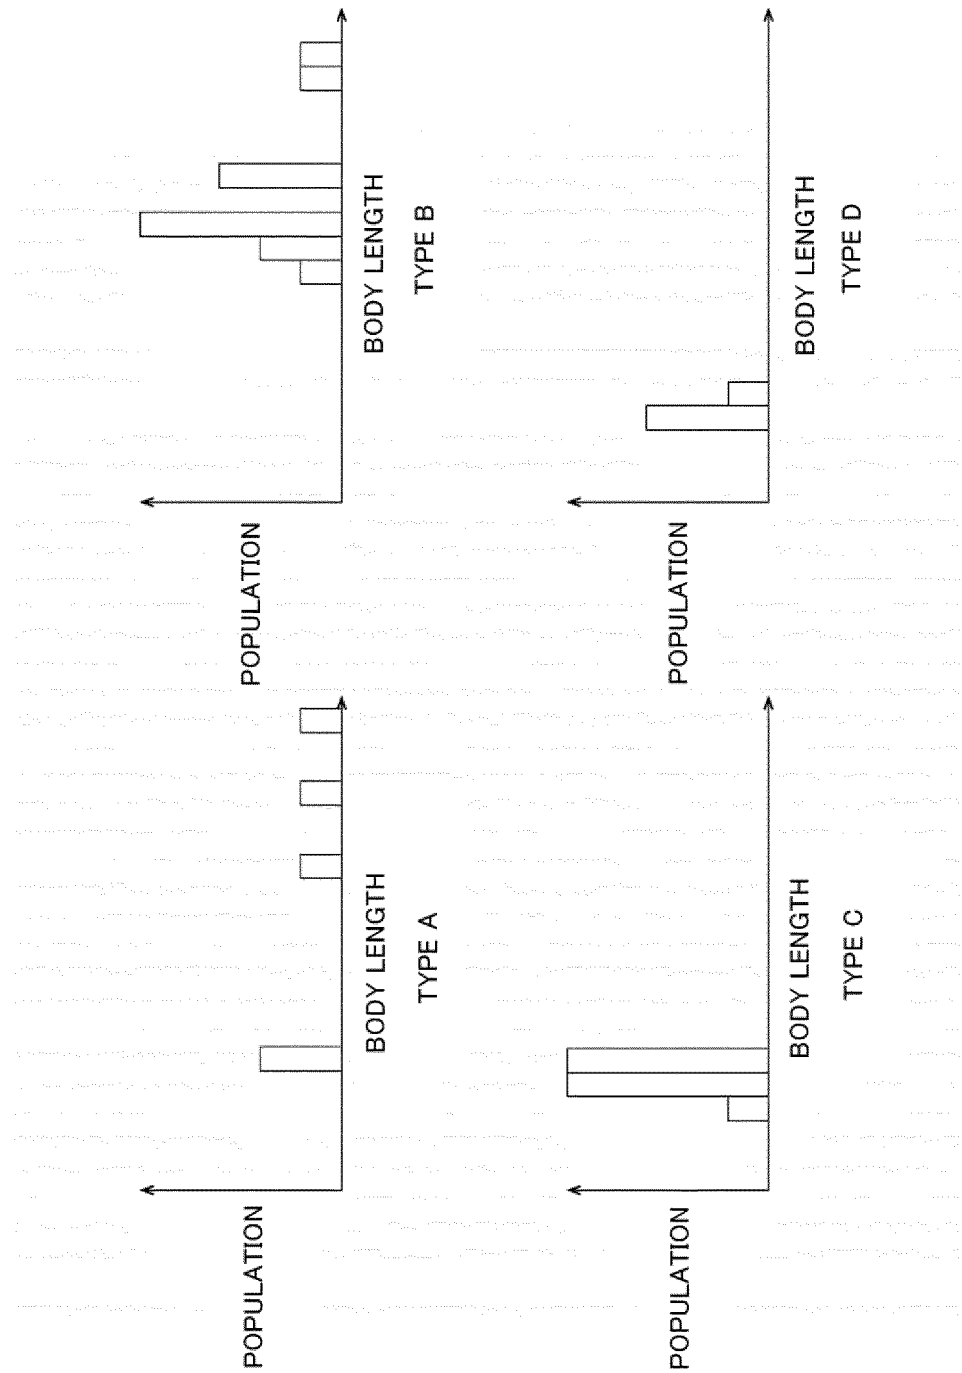 POPULATION
BODY LENGTH
TYPE A
POPULATION
BODY LENGTH
TYPE B
POPULATION
BODY LENGTH
TYPE C
POPULATION
BODY LENGTH
TYPE D